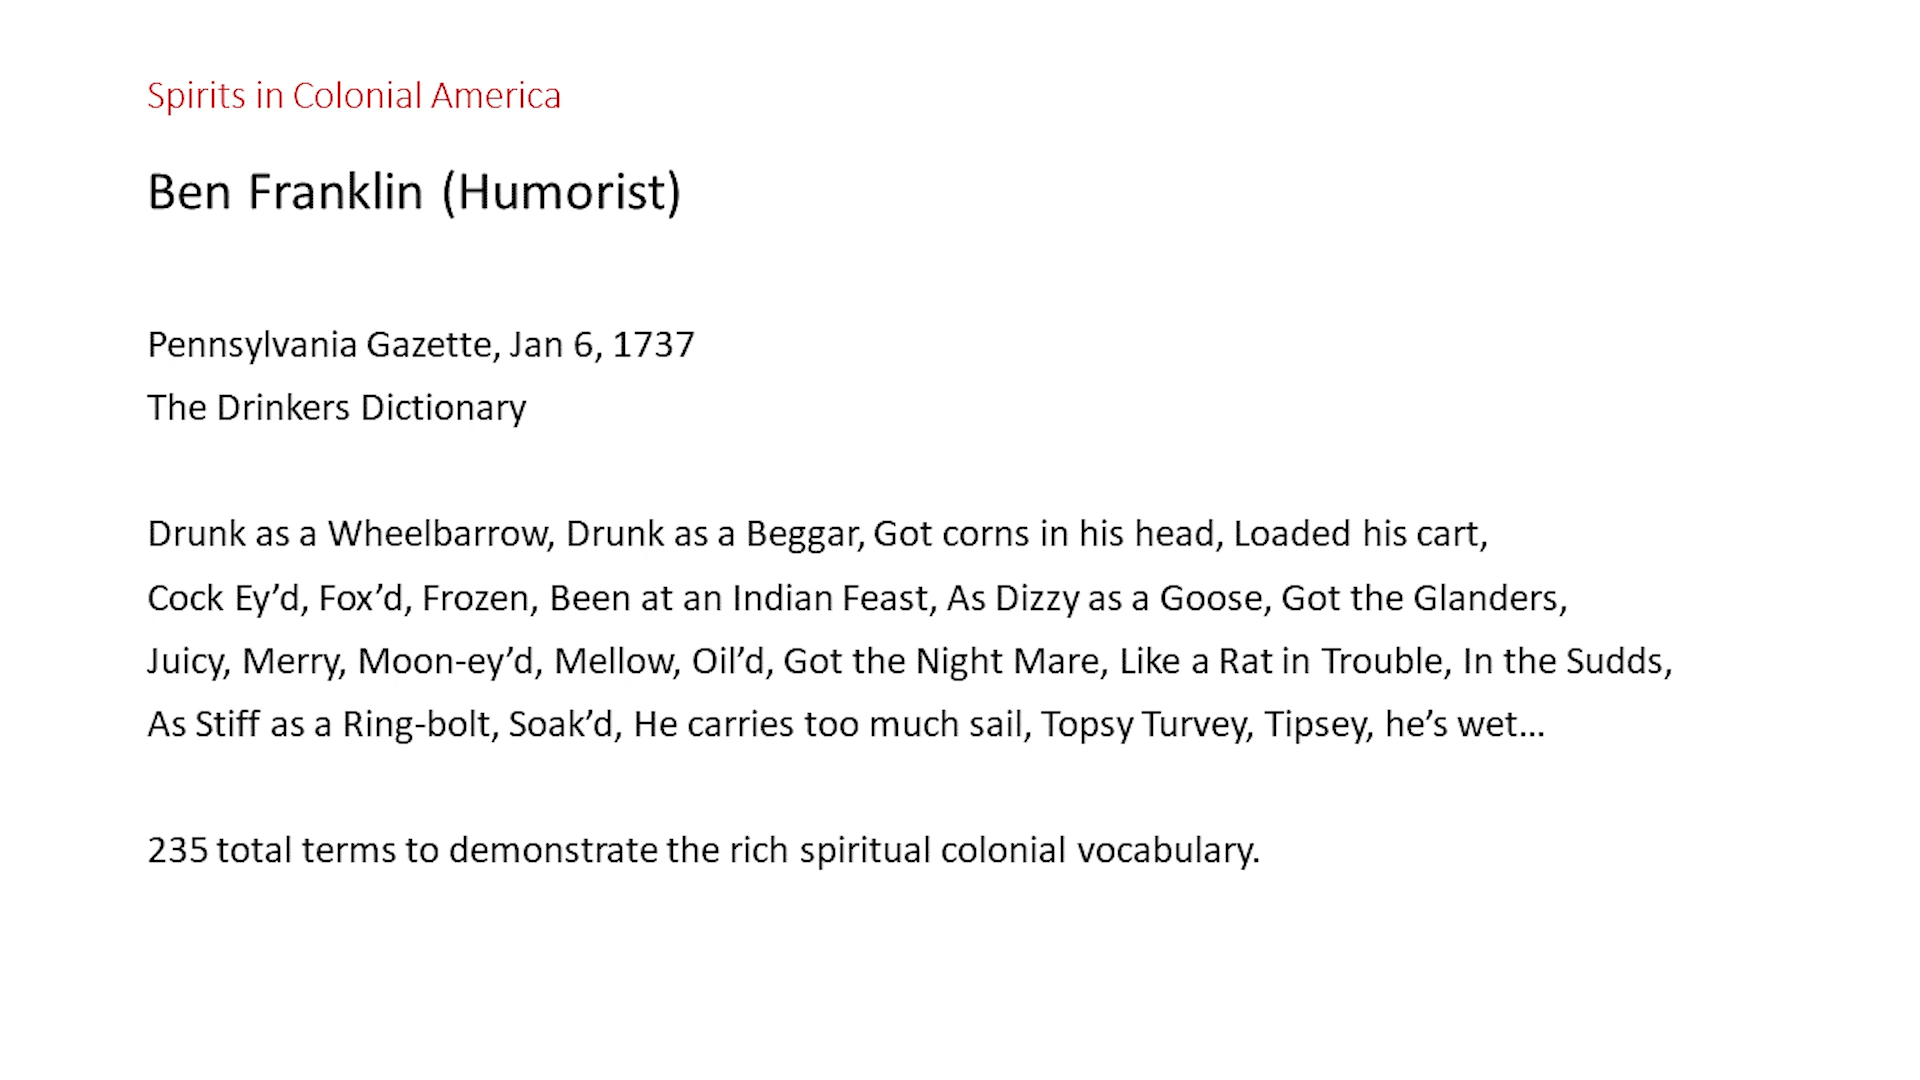 Spirits in Colonial America
Ben Franklin (Humorist)
Pennsylvania Gazette, Jan 6, 1737
The Drinkers Dictionary
Drunk as a Wheelbarrow, Drunk as a Beggar, Got corns in his head, Loaded his cart,
Cock Ey’d, Fox’d, Frozen, Been at an Indian Feast, As Dizzy as a Goose, Got the Glanders,
Juicy, Merry, Moon-ey’d, Mellow, Oil’d, Got the Night Mare, Like a Rat in Trouble, In the Sudds,
As Stiff as a Ring-bolt, Soak’d, He carries too much sail, Topsy Turvey, Tipsey, he’s wet…
235 total terms to demonstrate the rich spiritual colonial vocabulary.